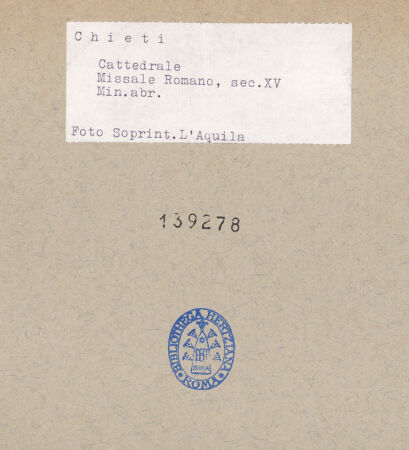 Chieti
Cattedrale
Missale Romano, sec.XV
Min.abr.
Foto Soprint.L'Aquila
139278
BIBLIOTHECA HERTZIANA
ROMA